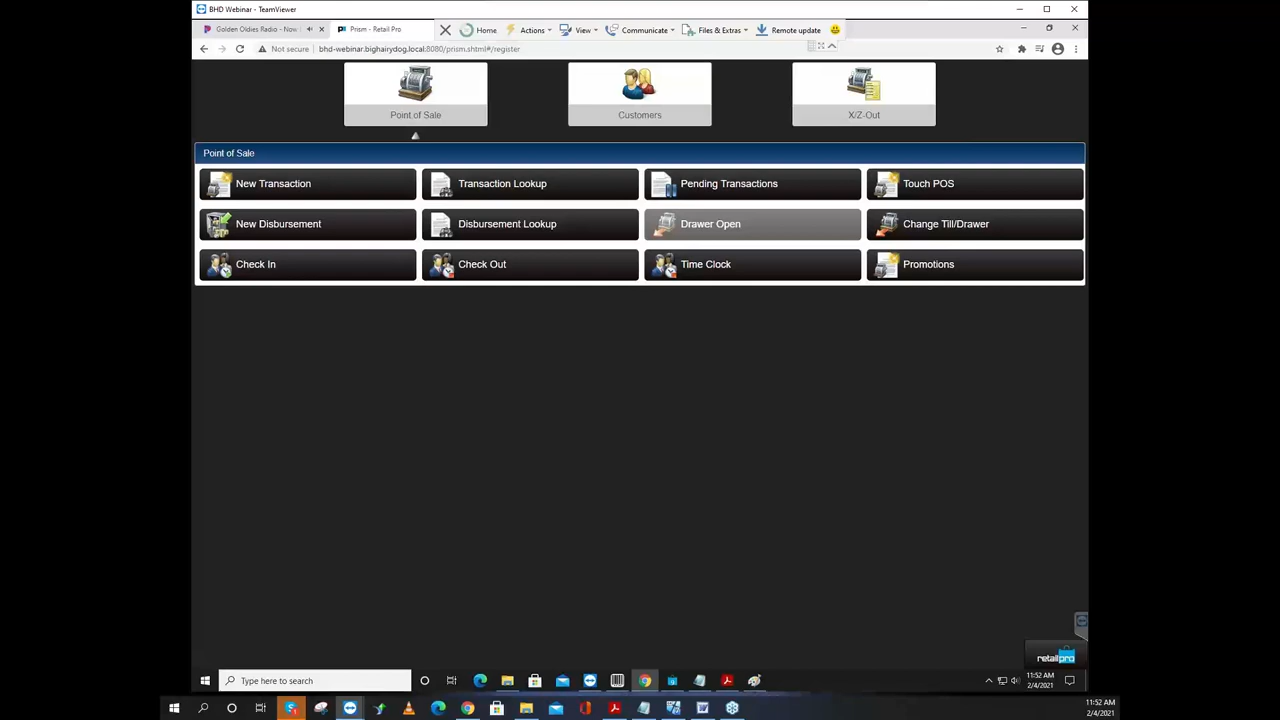 BHD Webinar - TeamViewer
Golden Oldies Radio - Now
Prism - Retail Pro
Home
Actions
View
Communicate
Files & Extras
Remote update
Not secure
bhd-webinar.bighairydog.local:8080/prism.shtml#/register
Point of Sale
Customers
X/Z-Out
Point of Sale
New Transaction
Transaction Lookup
Pending Transactions
Touch POS
New Disbursement
Disbursement Lookup
Drawer Open
Change Till/Drawer
Check In
Check Out
Time Clock
Promotions
retailpro
Type here to search
11:52 AM
2/4/2021
11:52 AM
2/4/2021